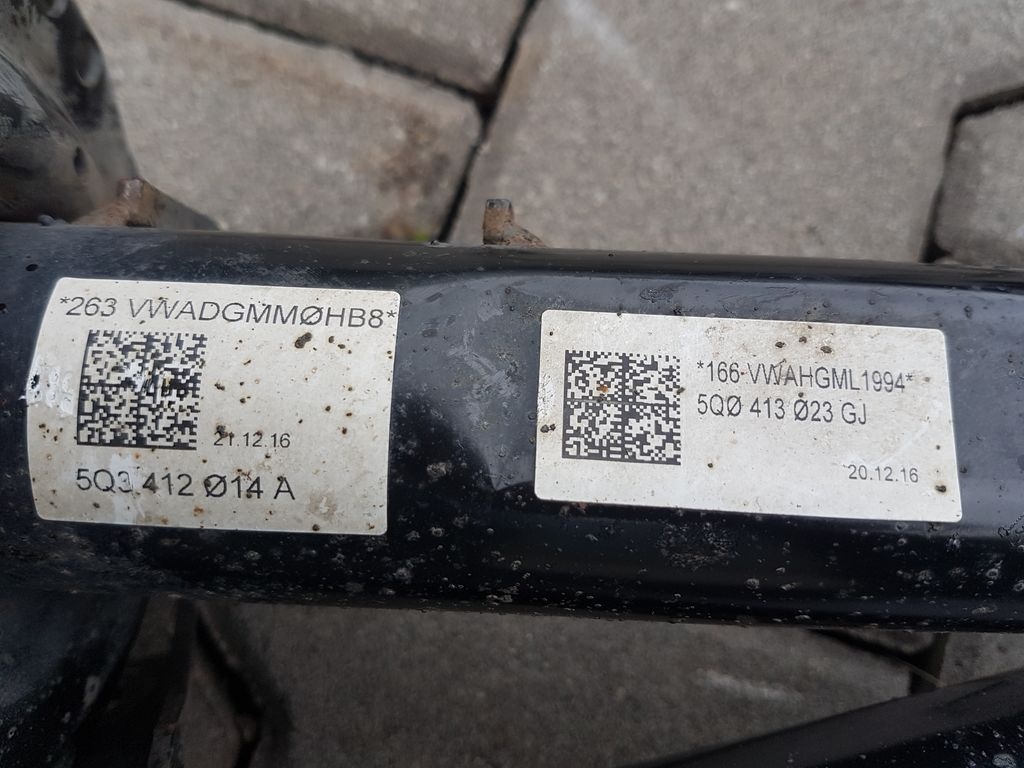 *263 VWADGMMØHB8*
21.12.16
5Q3 412 Ø14 A
*166-VWAHGML1994*
5QØ 413 Ø23 GJ
20.12.16